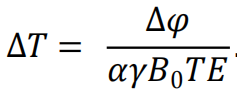 ΔT = Δφ / αγB₀TE.